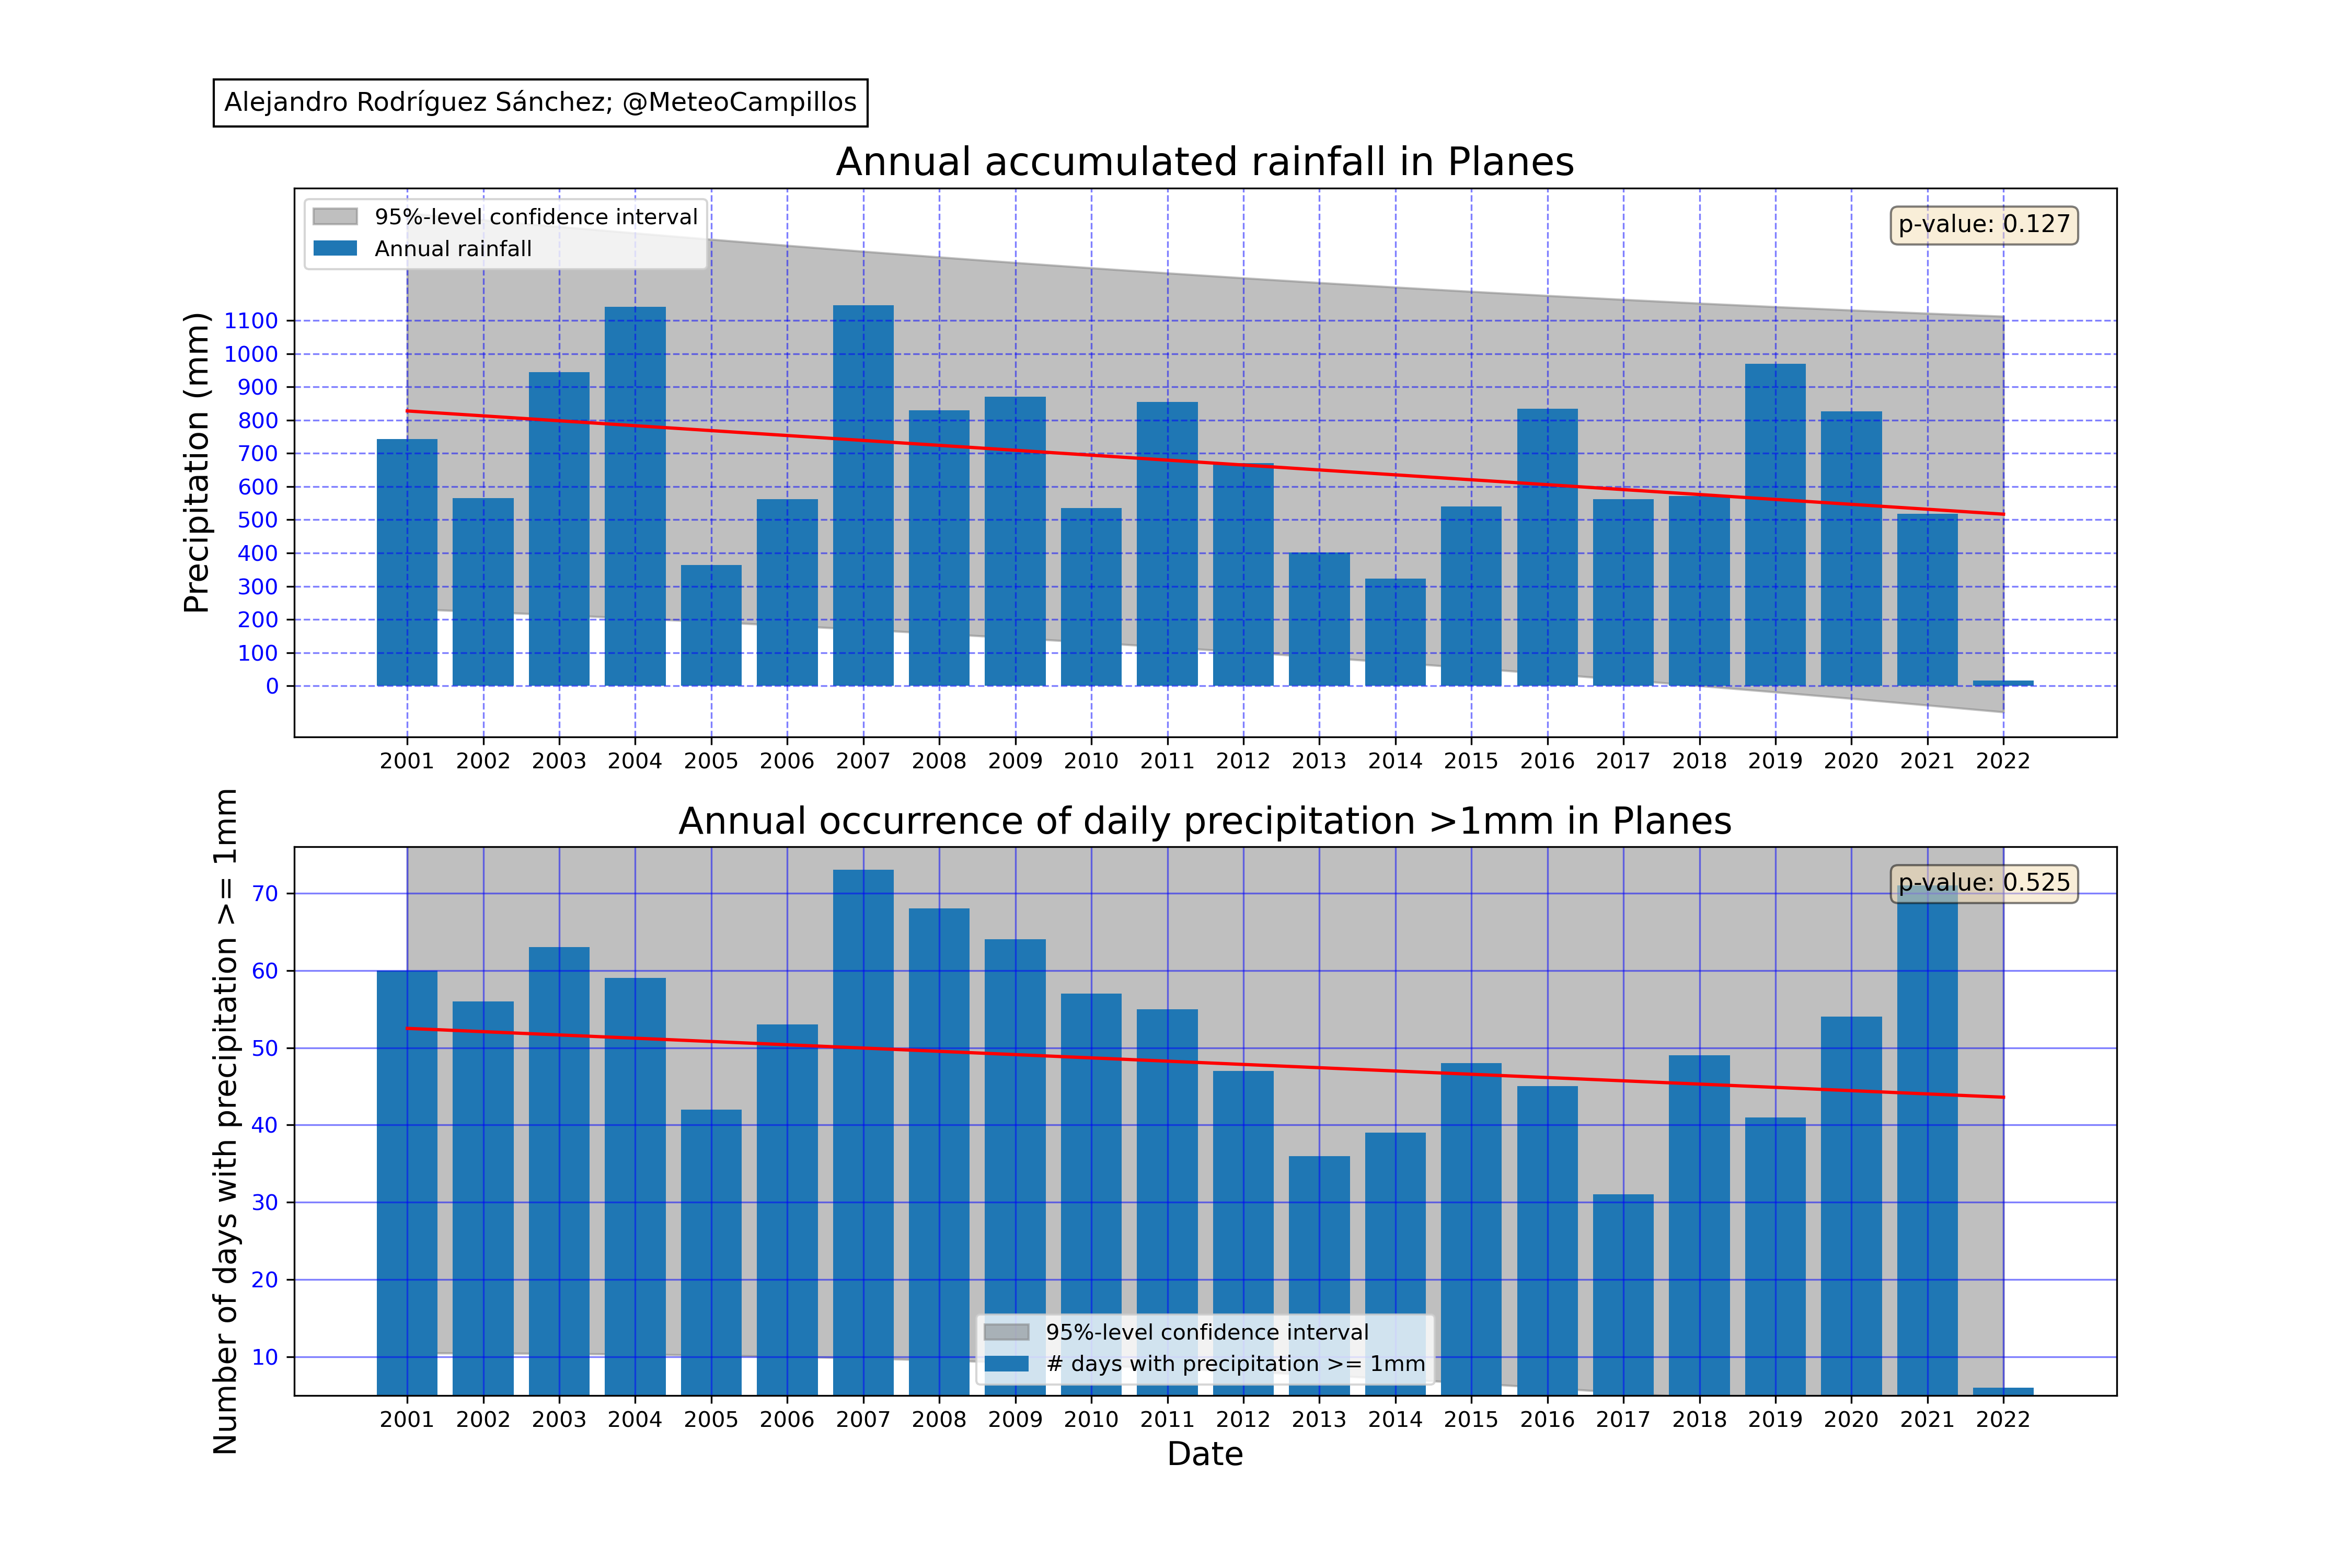 Alejandro Rodríguez Sánchez; @MeteoCampillos
Annual accumulated rainfall in Planes
95%-level confidence interval
Annual rainfall
p-value: 0.127
Precipitation (mm)
1100
1000
900
800
700
600
500
400
300
200
100
0
2001 2002 2003 2004 2005 2006 2007 2008 2009 2010 2011 2012 2013 2014 2015 2016 2017 2018 2019 2020 2021 2022
Annual occurrence of daily precipitation >1mm in Planes
p-value: 0.525
Number of days with precipitation >= 1mm
70
60
50
40
30
20
10
95%-level confidence interval
# days with precipitation >= 1mm
2001 2002 2003 2004 2005 2006 2007 2008 2009 2010 2011 2012 2013 2014 2015 2016 2017 2018 2019 2020 2021 2022
Date